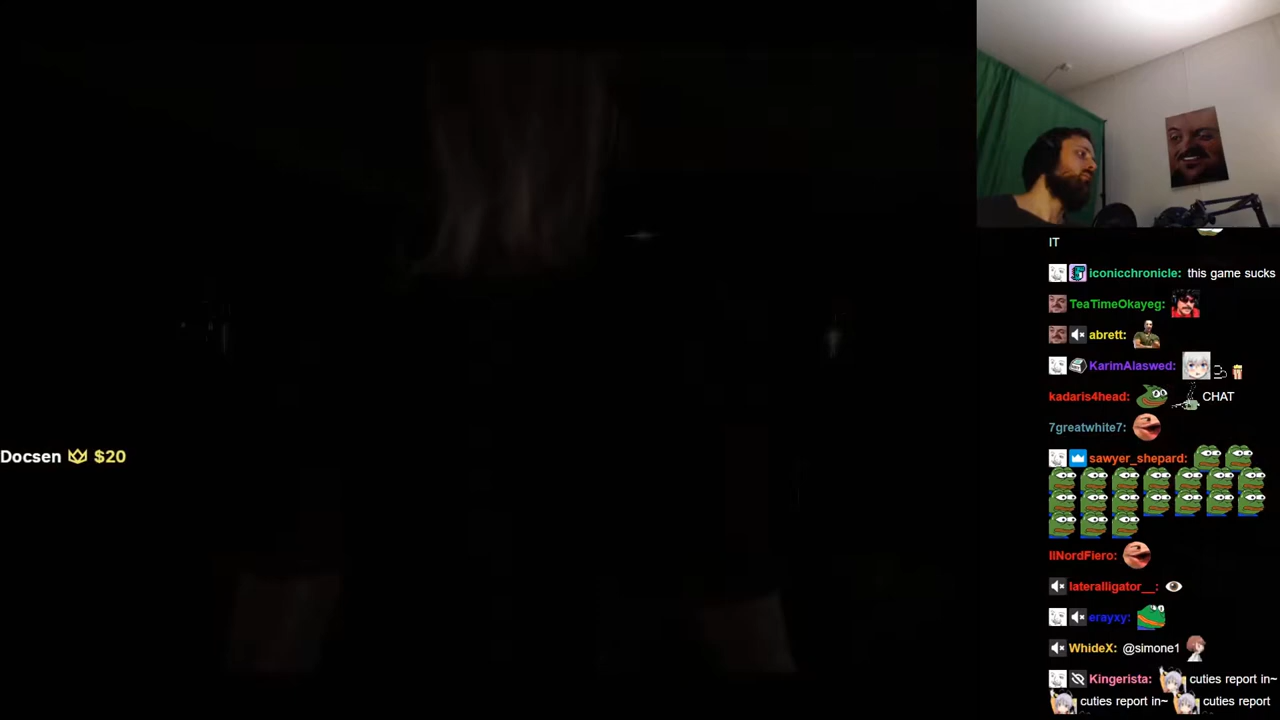 IT
iconicchronicle: this game sucks
TeaTimeOkayeg:
abrett:
KarimAlaswed:
kadaris4head: CHAT
7greatwhite7:
Docsen $20
sawyer_shepard:
IlNordFiero:
lateralligator__:
erayxy:
WhideX: @simone1
Kingerista: cuties report in~
cuties report in~ cuties report